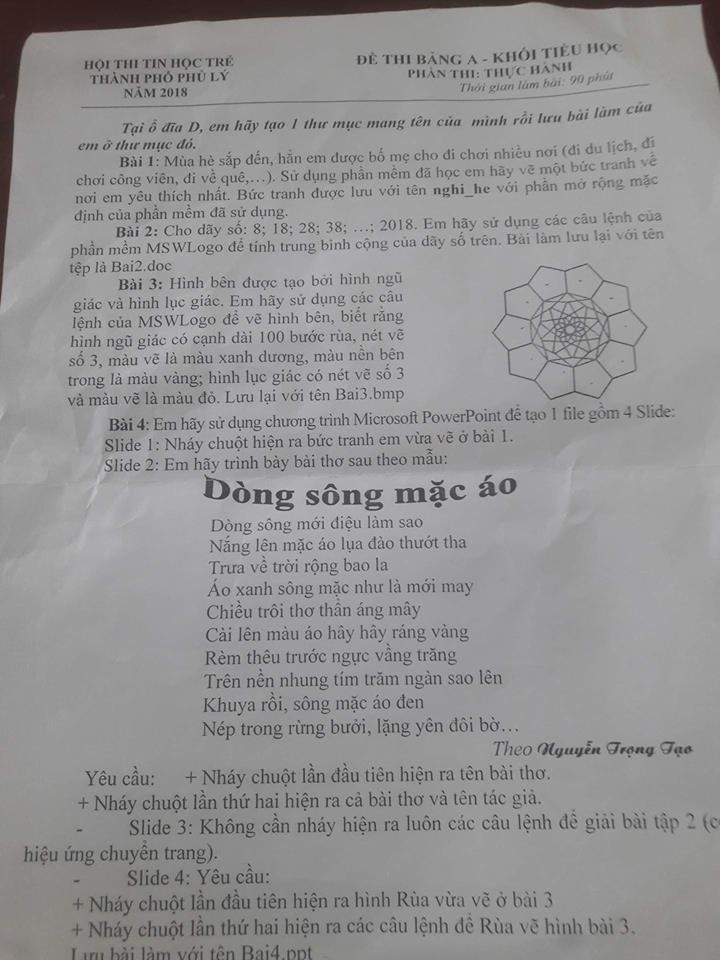 HỘI THI TIN HỌC TRẺ
THÀNH PHỐ PHỦ LÝ
NĂM 2018
ĐỀ THI BẢNG A - KHỐI TIỂU HỌC
PHẦN THI: THỰC HÀNH
Thời gian làm bài: 90 phút
Tại ổ đĩa D, em hãy tạo 1 thư mục mang tên của mình rồi lưu bài làm của
em ở thư mục đó.
Bài 1: Mùa hè sắp đến, hẳn em được bố mẹ cho đi chơi nhiều nơi (đi du lịch, đi
chơi công viên, đi về quê,…). Sử dụng phần mềm đã học em hãy vẽ một bức tranh về
nơi em yêu thích nhất. Bức tranh được lưu với tên nghi_he với phần mở rộng mặc
định của phần mềm đã sử dụng.
Bài 2: Cho dãy số: 8; 18; 28; 38; …; 2018. Em hãy sử dụng các câu lệnh của
phần mềm MSWLogo để tính trung bình cộng của dãy số trên. Bài làm lưu lại với tên
tệp là Bai2.doc
Bài 3: Hình bên được tạo bởi hình ngũ
giác và hình lục giác. Em hãy sử dụng các câu
lệnh của MSWLogo để vẽ hình bên, biết rằng
hình ngũ giác có cạnh dài 100 bước rùa, nét vẽ
số 3, màu vẽ là màu xanh dương, màu nền bên
trong là màu vàng; hình lục giác có nét vẽ số 3
và màu vẽ là màu đỏ. Lưu lại với tên Bai3.bmp
Bài 4: Em hãy sử dụng chương trình Microsoft PowerPoint để tạo 1 file gồm 4 Slide:
Slide 1: Nháy chuột hiện ra bức tranh em vừa vẽ ở bài 1.
Slide 2: Em hãy trình bày bài thơ sau theo mẫu:
Dòng sông mặc áo
Dòng sông mới điệu làm sao
Nắng lên mặc áo lụa đào thướt tha
Trưa về trời rộng bao la
Áo xanh sông mặc như là mới may
Chiều trôi thơ thẩn áng mây
Cài lên màu áo hây hây ráng vàng
Rèm thêu trước ngực vầng trăng
Trên nền nhung tím trăm ngàn sao lên
Khuya rồi, sông mặc áo đen
Nép trong rừng bưởi, lặng yên đôi bờ…
Theo Nguyễn Trọng Tạo
Yêu cầu: + Nháy chuột lần đầu tiên hiện ra tên bài thơ.
+ Nháy chuột lần thứ hai hiện ra cả bài thơ và tên tác giả.
- Slide 3: Không cần nháy hiện ra luôn các câu lệnh để giải bài tập 2 (c
hiệu ứng chuyển trang).
- Slide 4: Yêu cầu:
+ Nháy chuột lần đầu tiên hiện ra hình Rùa vừa vẽ ở bài 3
+ Nháy chuột lần thứ hai hiện ra các câu lệnh để Rùa vẽ hình bài 3.
Lưu bài làm với tên Bai4.ppt